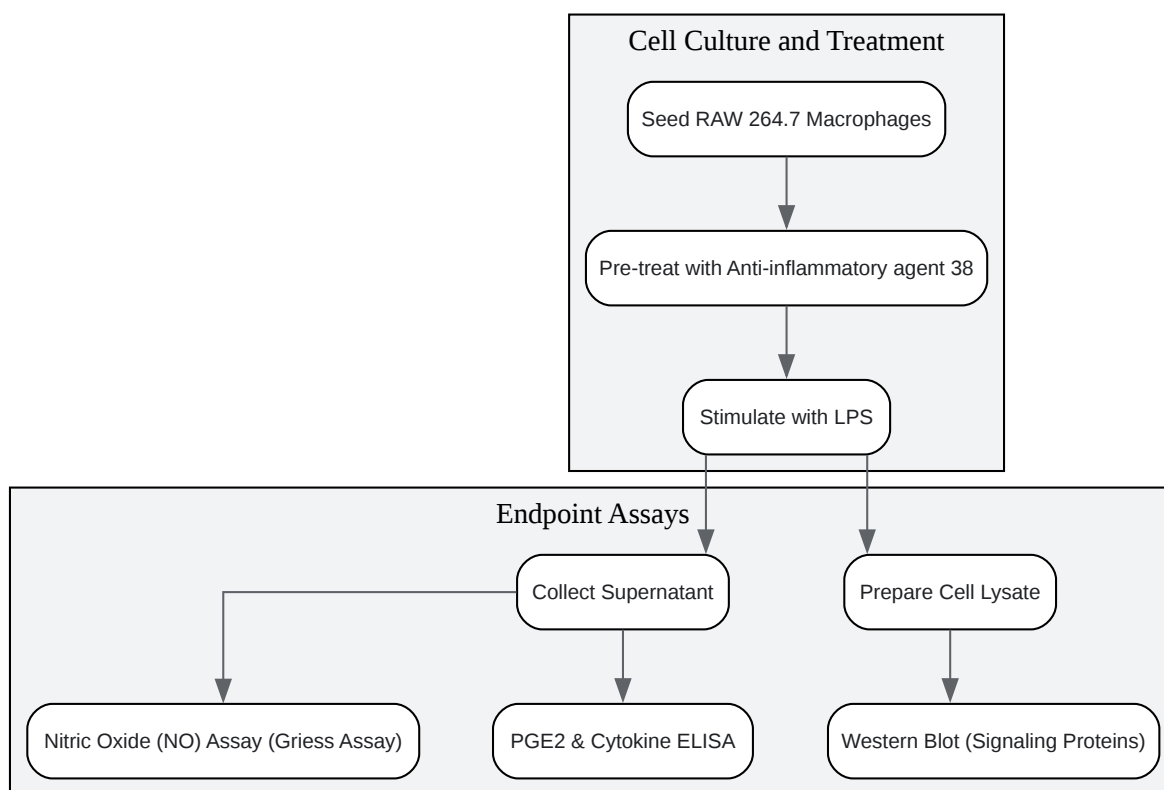 Cell Culture and Treatment
Seed RAW 264.7 Macrophages
Pre-treat with Anti-inflammatory agent 38
Stimulate with LPS
Endpoint Assays
Collect Supernatant
Prepare Cell Lysate
Nitric Oxide (NO) Assay (Griess Assay)
PGE2 & Cytokine ELISA
Western Blot (Signaling Proteins)